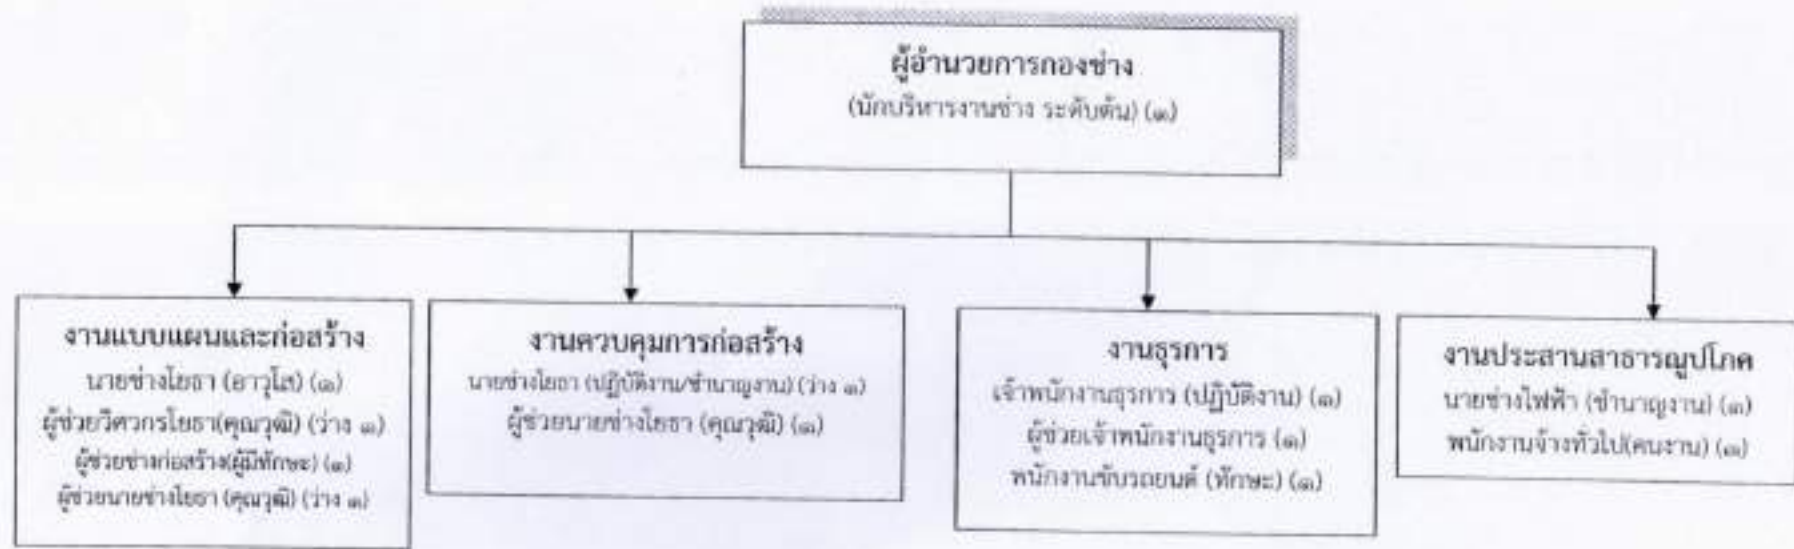 ผู้อำนวยการกองช่าง
(นักบริหารงานช่าง ระดับต้น) (๑)
งานแบบแผนและก่อสร้าง
นายช่างโยธา (อาวุโส) (๑)
ผู้ช่วยวิศวกรโยธา(คุณวุฒิ) (ว่าง ๑)
ผู้ช่วยช่างก่อสร้าง(ผู้มีทักษะ) (๑)
ผู้ช่วยนายช่างโยธา (คุณวุฒิ) (ว่าง ๑)
งานควบคุมการก่อสร้าง
นายช่างโยธา (ปฏิบัติงาน/ชำนาญงาน) (ว่าง ๑)
ผู้ช่วยนายช่างโยธา (คุณวุฒิ) (๑)
งานธุรการ
เจ้าพนักงานธุรการ (ปฏิบัติงาน) (๑)
ผู้ช่วยเจ้าพนักงานธุรการ (๑)
พนักงานขับรถยนต์ (ทักษะ) (๑)
งานประสานสาธารณูปโภค
นายช่างไฟฟ้า (ชำนาญงาน) (๑)
พนักงานจ้างทั่วไป(คนงาน) (๑)